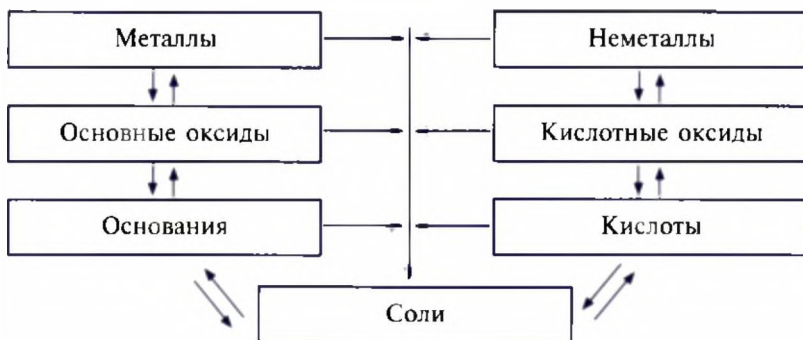 Металлы
Неметаллы
Основные оксиды
Кислотные оксиды
Основания
Кислоты
Соли